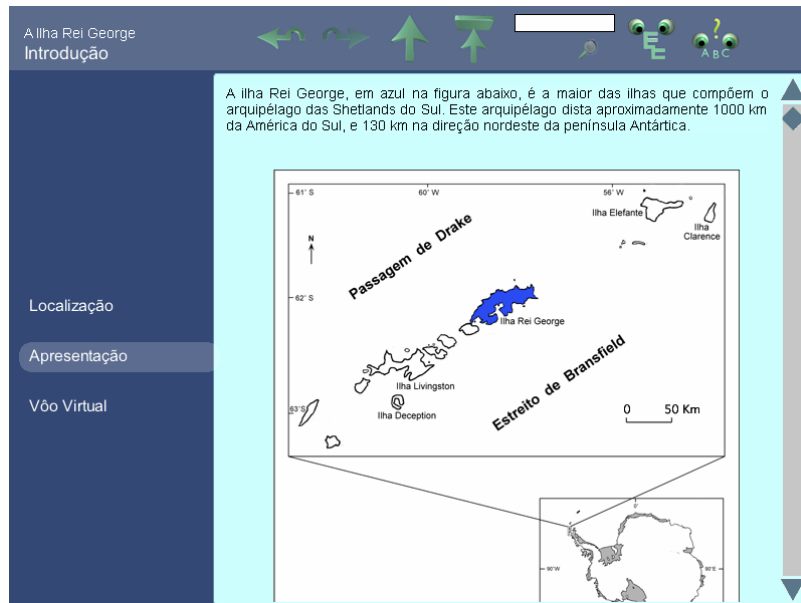 A Ilha Rei George
Introdução
EEE
?
A B C
A ilha Rei George, em azul na figura abaixo, é a maior das ilhas que compõem o
arquipélago das Shetlands do Sul. Este arquipélago dista aproximadamente 1000 km
da América do Sul, e 130 km na direção nordeste da península Antártica.
Localização
Apresentação
Vôo Virtual
61° S
60° W
56° W
Ilha Elefante
Ilha
Clarence
N
Passagem de Drake
62° S
Ilha Rei George
Ilha Livingston
Estreito de Bransfield
63°S
Ilha Deception
0 50 Km
0°
90°W
90°E